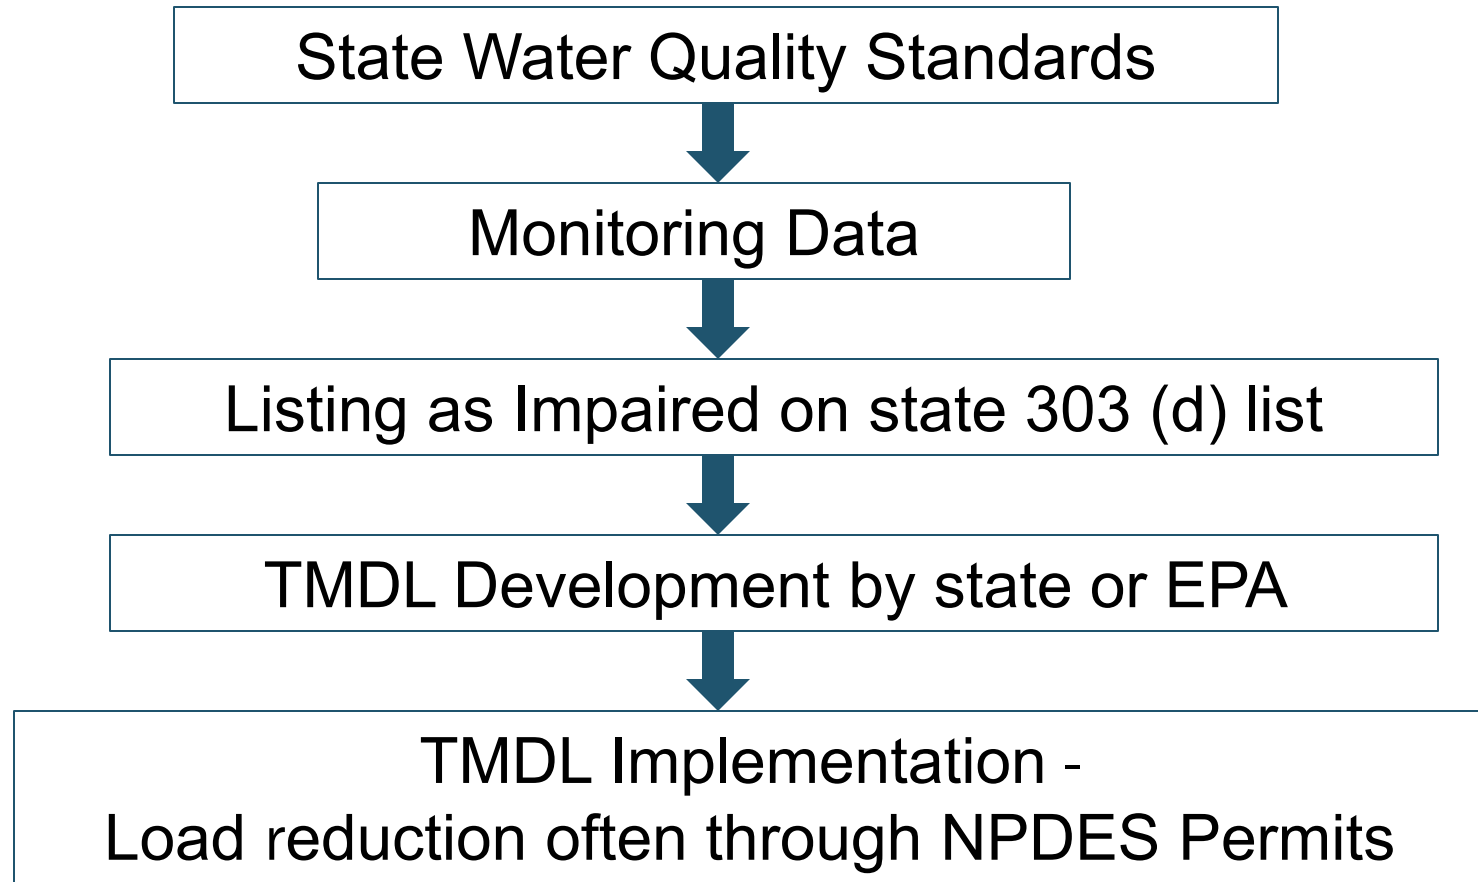 State Water Quality Standards
Monitoring Data
Listing as Impaired on state 303 (d) list
TMDL Development by state or EPA
TMDL Implementation -
Load reduction often through NPDES Permits